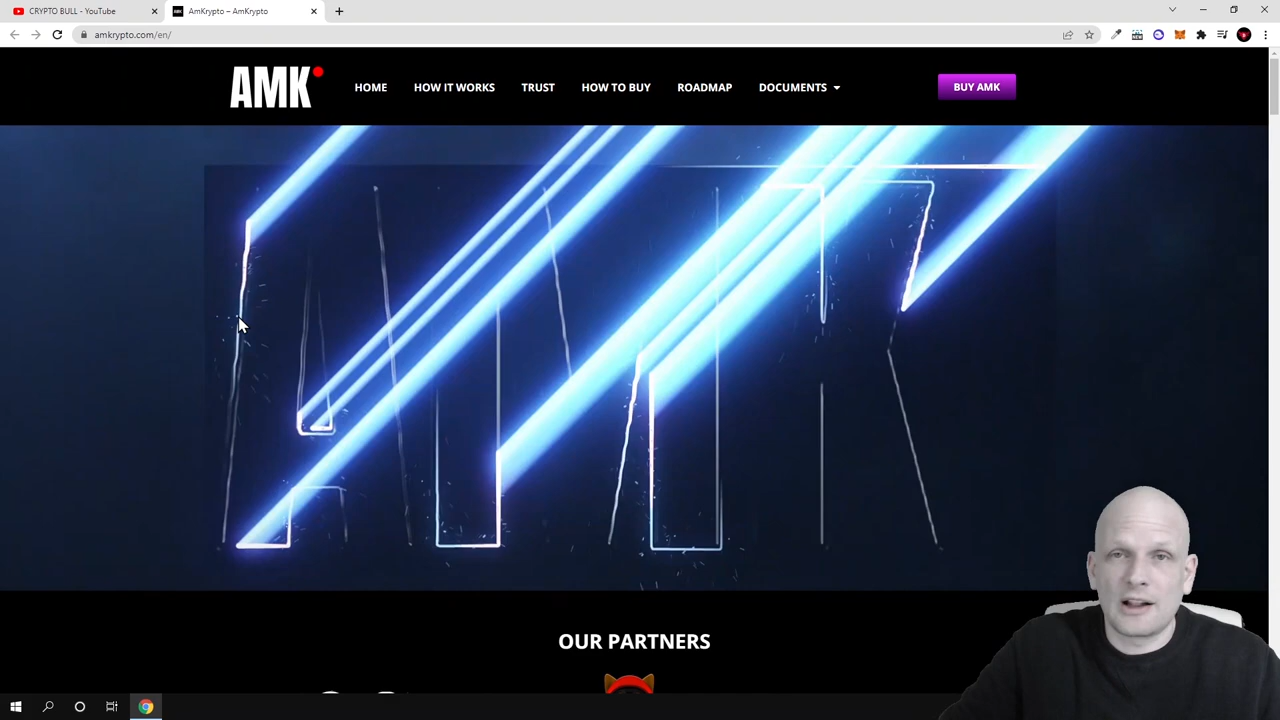 CRYPTO BULL - YouTube
AmKrypto – AmKrypto
amkrypto.com/en/
AMK
HOME
HOW IT WORKS
TRUST
HOW TO BUY
ROADMAP
DOCUMENTS
BUY AMK
AMK
OUR PARTNERS